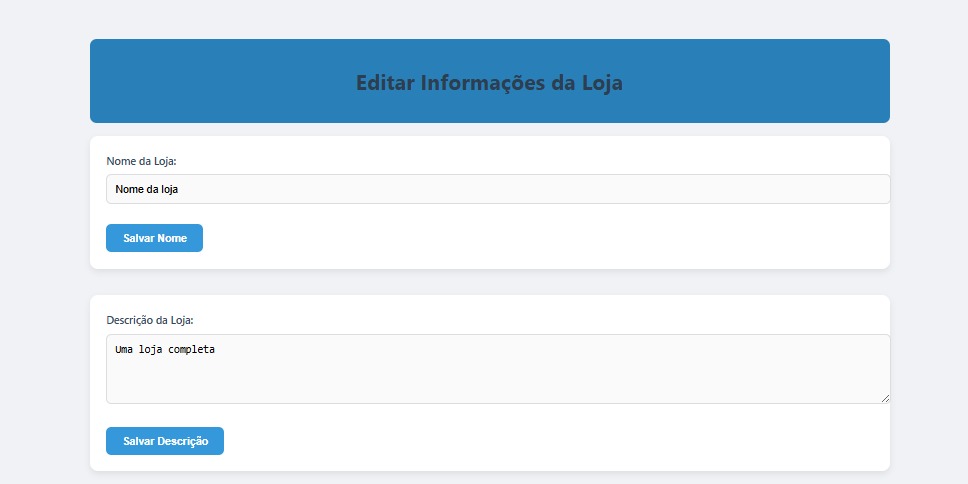 Editar Informações da Loja
Nome da Loja:
Nome da loja
Salvar Nome
Descrição da Loja:
Uma loja completa
Salvar Descrição